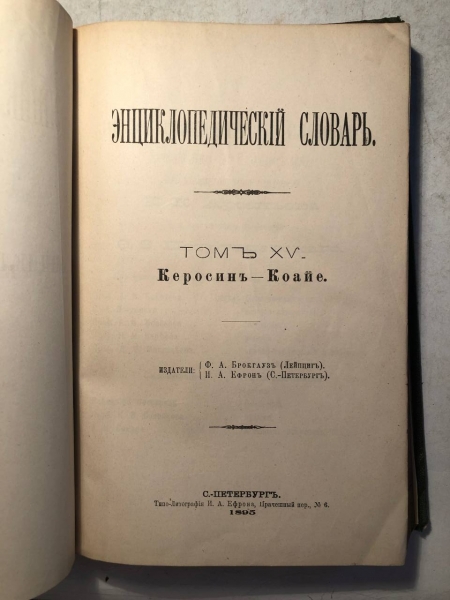 ЭНЦИКЛОПЕДИЧЕСКІЙ СЛОВАРЬ.
ТОМЪ XV.
Керосинъ—Коайе.
ИЗДАТЕЛИ:
Ф. А. Брокгаузъ (Лейпцигъ).
И. А. Ефронъ (С.-Петербургъ).
С.-ПЕТЕРБУРГЪ.
Типо-Литографія И. А. Ефрона, Прачешный пер., № 6.
1895